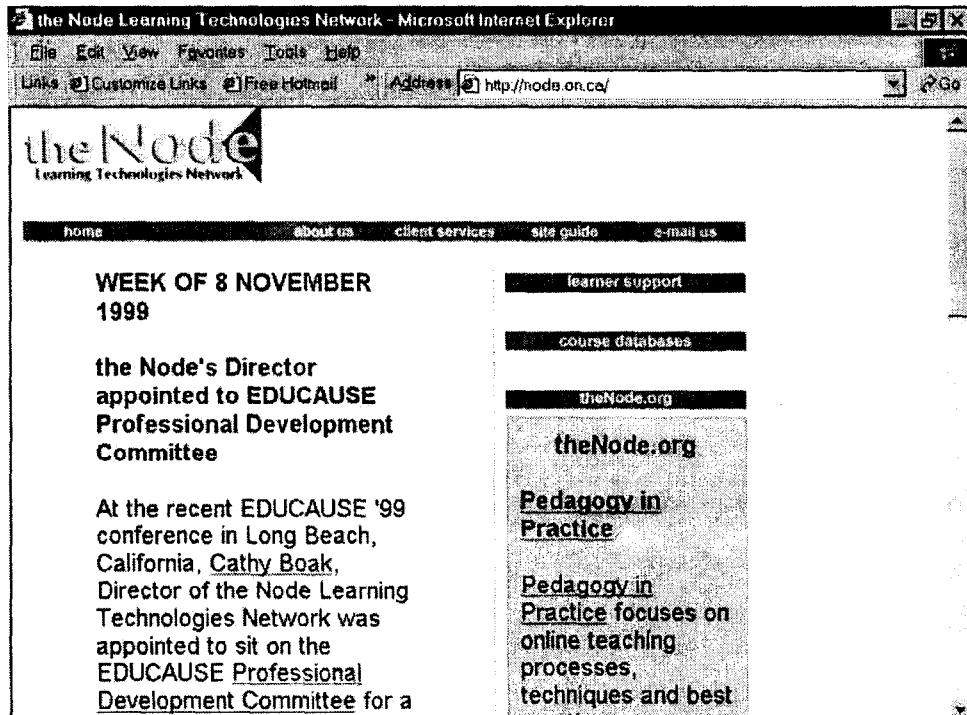 the Node Learning Technologies Network - Microsoft Internet Explorer
File Edit View Favorites Tools Help
Links Customize Links Free Hotmail » Address http://node.on.ca/ Go
the Node
Learning Technologies Network
home about us client services site guide e-mail us
WEEK OF 8 NOVEMBER
1999
the Node's Director
appointed to EDUCAUSE
Professional Development
Committee
At the recent EDUCAUSE '99
conference in Long Beach,
California, Cathy Boak,
Director of the Node Learning
Technologies Network was
appointed to sit on the
EDUCAUSE Professional
Development Committee for a
learner support
course databases
theNode.org
theNode.org
Pedagogy in
Practice
Pedagogy in
Practice focuses on
online teaching
processes,
techniques and best